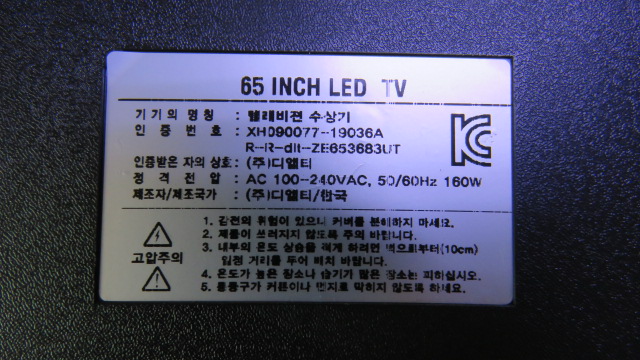 65 INCH LED TV
기기의 명칭 : 텔레비젼 수상기
인증번호 : XH090077-19036A
R-R-dlt-ZE653683UT
인증받은 자의 상호 : (주)디엘티
정격전압 : AC 100-240VAC, 50/60Hz 160W
제조자/제조국가 : (주)디엘티/한국
고압주의
1. 감전의 위험이 있으니 커버를 분해하지 마세요.
2. 제품이 쓰러지지 않도록 주의 바랍니다.
3. 내부의 온도 상승을 적게 하려면 벽으로부터(10cm)
일정 거리를 두어 배치 바랍니다.
4. 온도가 높은 장소나 습기가 많은 장소는 피하십시오.
5. 통풍구가 커튼이나 먼지로 막히지 않도록 하세요.